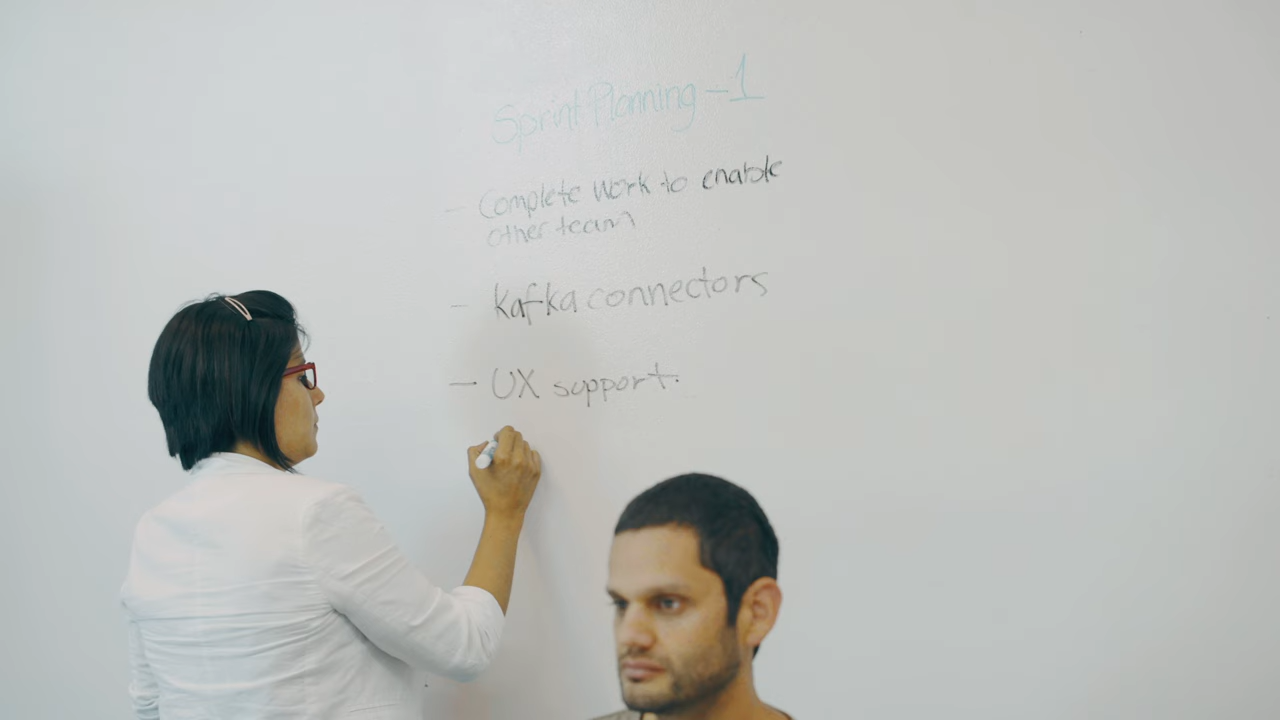 Sprint Planning - 1
- Complete work to enable
other team
- Kafka connectors
- UX support.